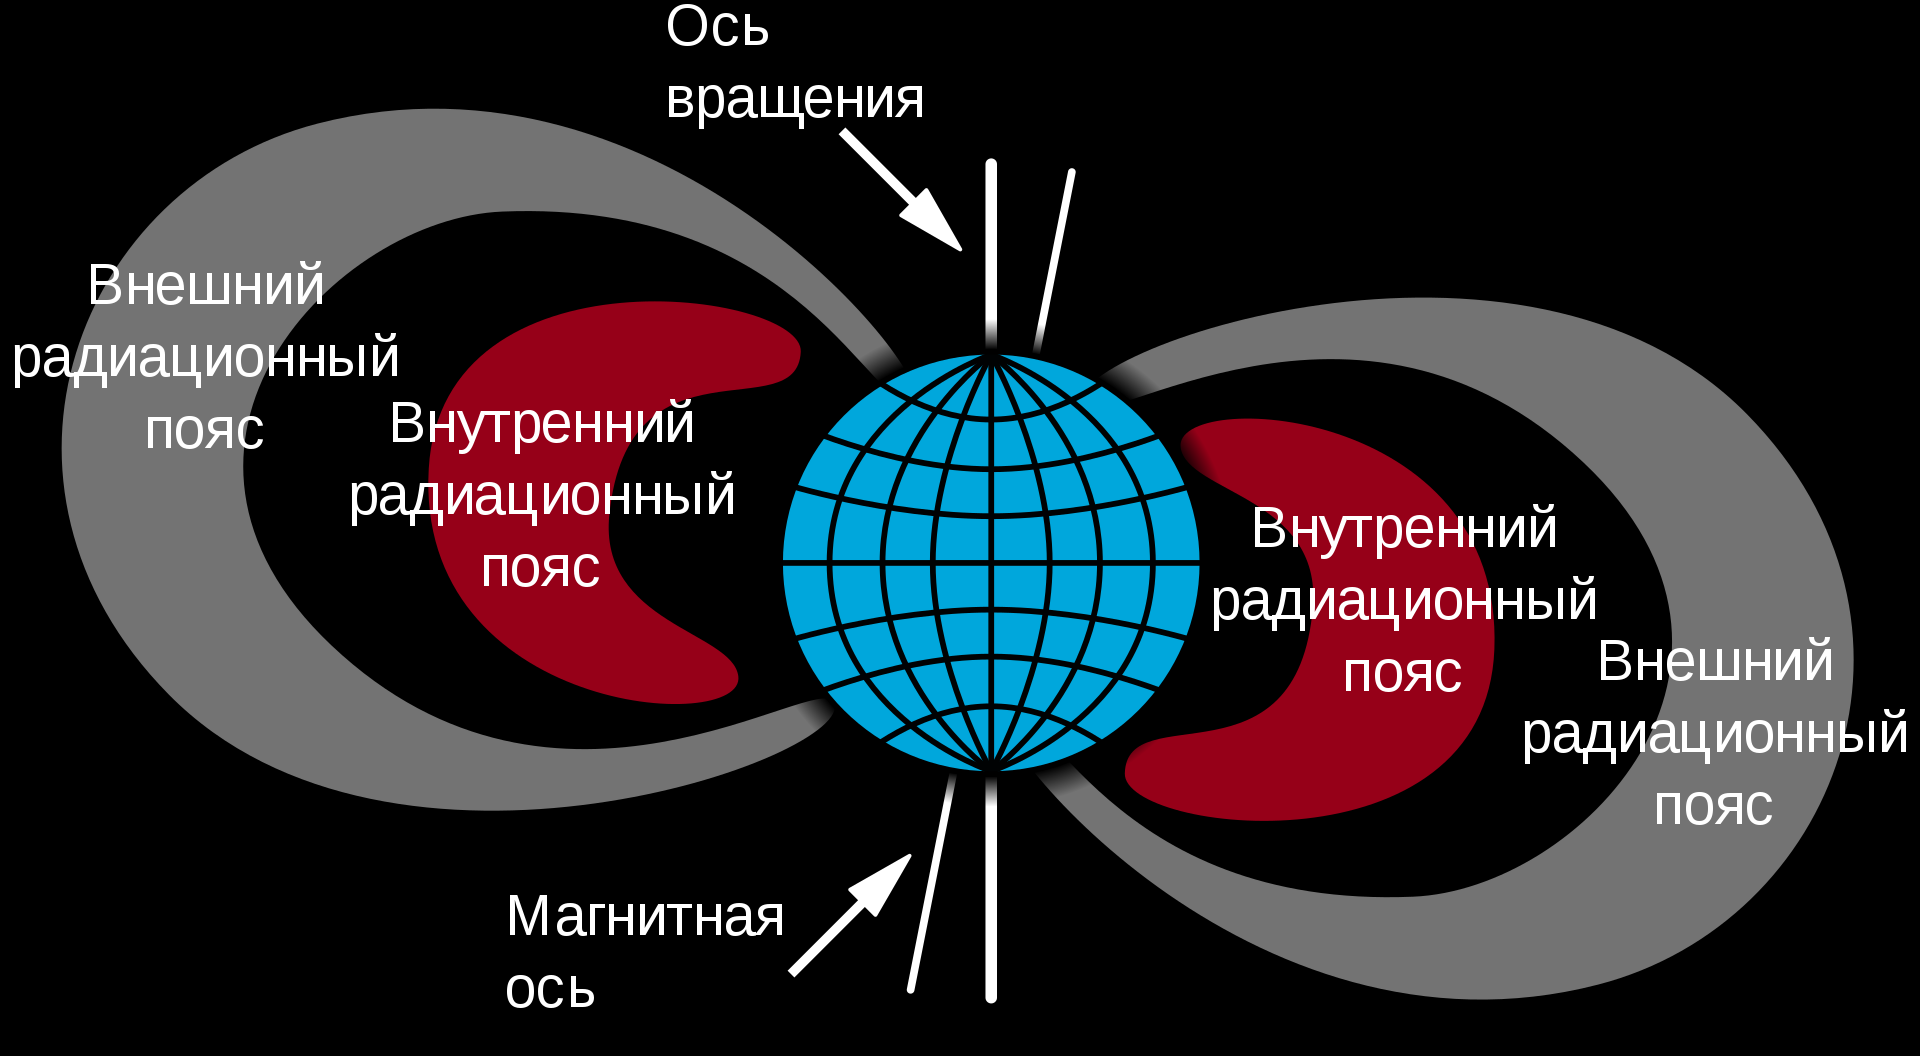 Ось
вращения
Внешний
радиационный
пояс
Внутренний
радиационный
пояс
Внутренний
радиационный
пояс
Внешний
радиационный
пояс
Магнитная
ось